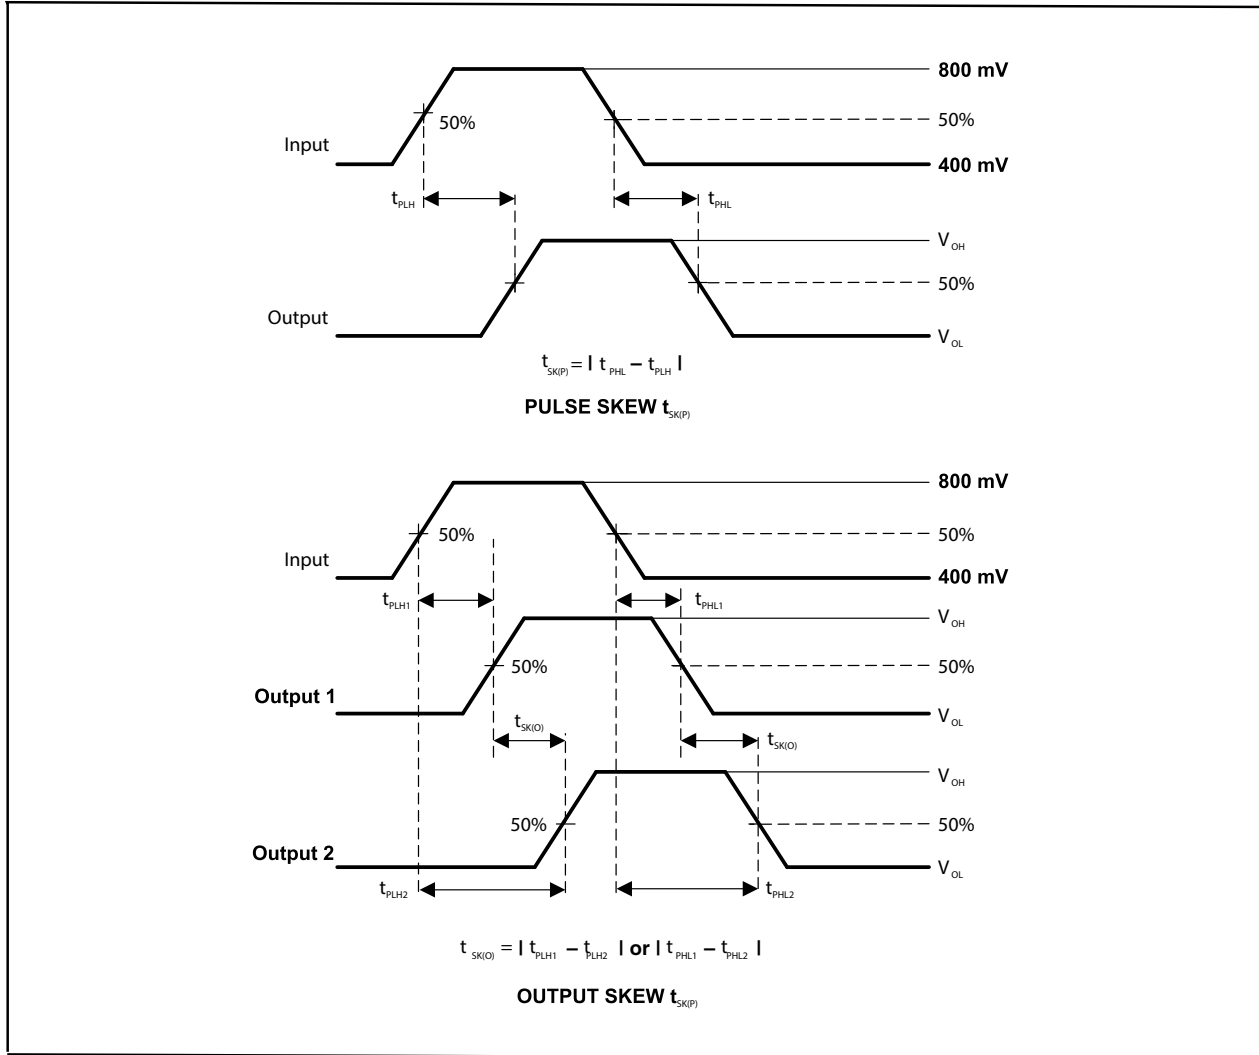 800 mV
50%
50%
Input
400 mV
tPLH
tPHL
VOH
50%
Output
VOL
tSK(P) = | tPHL – tPLH |
PULSE SKEW tSK(P)
800 mV
50%
50%
Input
400 mV
tPLH1
tPHL1
VOH
50%
50%
Output 1
VOL
tSK(O)
tSK(O)
VOH
50%
50%
Output 2
VOL
tPLH2
tPHL2
tSK(O) = | tPLH1 – tPLH2 | or | tPHL1 – tPHL2 |
OUTPUT SKEW tSK(P)